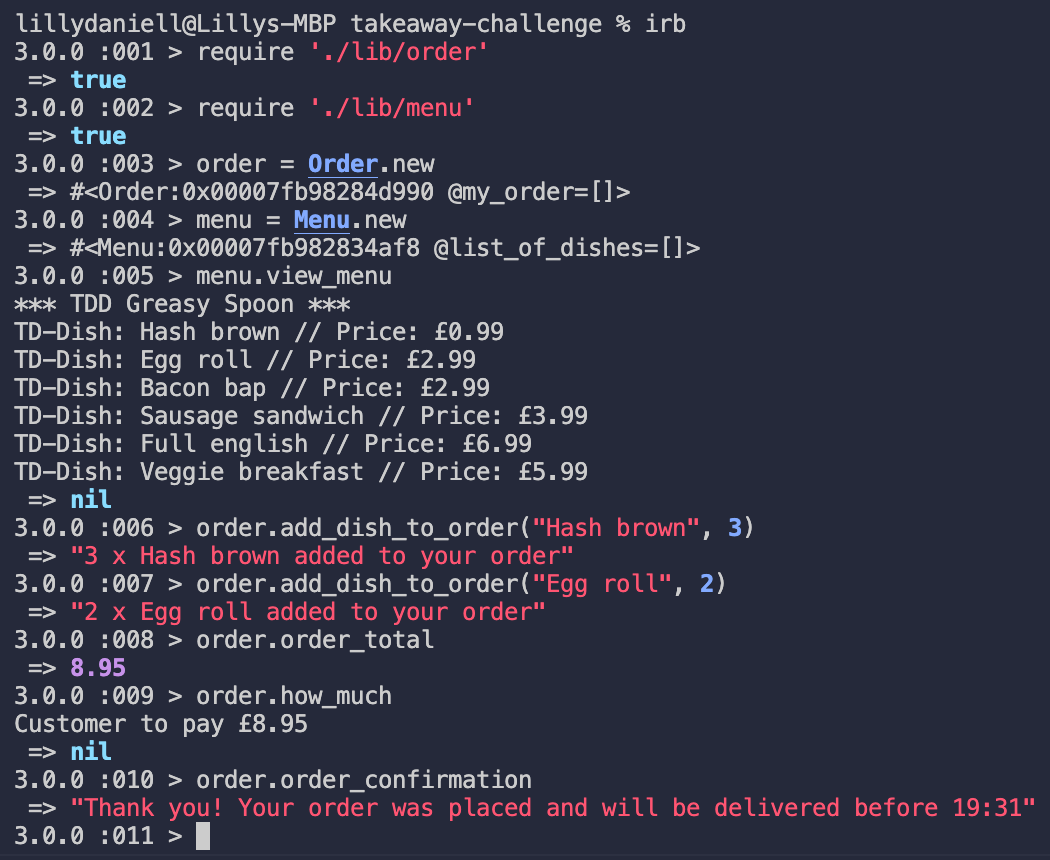 lillydaniell@Lillys-MBP takeaway-challenge % irb
3.0.0 :001 > require './lib/order'
 => true
3.0.0 :002 > require './lib/menu'
 => true
3.0.0 :003 > order = Order.new
 => #<Order:0x00007fb98284d990 @my_order=[]>
3.0.0 :004 > menu = Menu.new
 => #<Menu:0x00007fb982834af8 @list_of_dishes=[]>
3.0.0 :005 > menu.view_menu
*** TDD Greasy Spoon ***
TD-Dish: Hash brown // Price: £0.99
TD-Dish: Egg roll // Price: £2.99
TD-Dish: Bacon bap // Price: £2.99
TD-Dish: Sausage sandwich // Price: £3.99
TD-Dish: Full english // Price: £6.99
TD-Dish: Veggie breakfast // Price: £5.99
 => nil
3.0.0 :006 > order.add_dish_to_order("Hash brown", 3)
 => "3 x Hash brown added to your order"
3.0.0 :007 > order.add_dish_to_order("Egg roll", 2)
 => "2 x Egg roll added to your order"
3.0.0 :008 > order.order_total
 => 8.95
3.0.0 :009 > order.how_much
Customer to pay £8.95
 => nil
3.0.0 :010 > order.order_confirmation
 => "Thank you! Your order was placed and will be delivered before 19:31"
3.0.0 :011 >